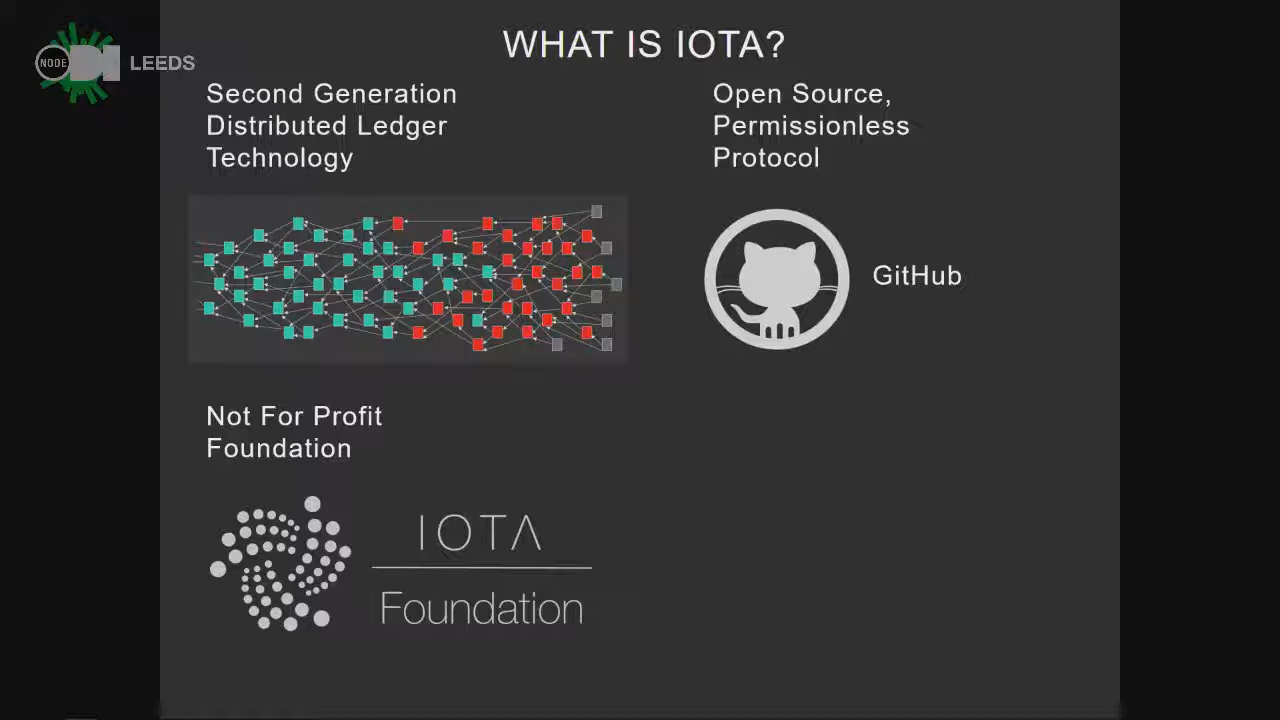 WHAT IS IOTA?
NODE
LEEDS
Second Generation
Distributed Ledger
Technology
Open Source,
Permissionless
Protocol
GitHub
Not For Profit
Foundation
IOTA
Foundation